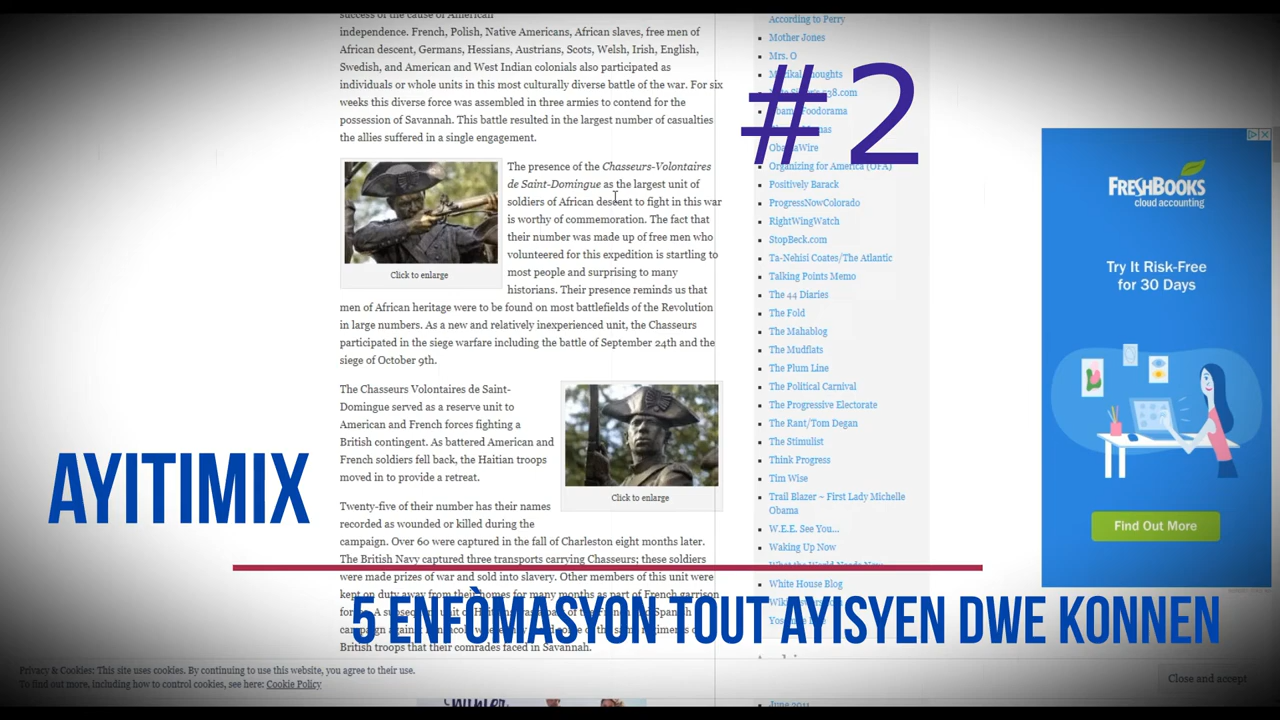 success of the cause of American
independence. French, Polish, Native Americans, African slaves, free men of
African descent, Germans, Hessians, Austrians, Scots, Welsh, Irish, English,
Swedish, and American and West Indian colonials also participated as
individuals or whole units in this most culturally diverse battle of the war. For six
weeks this diverse force was assembled in three armies to contend for the
possession of Savannah. This battle resulted in the largest number of casualties
the allies suffered in a single engagement.
The presence of the Chasseurs-Volontaires
de Saint-Domingue as the largest unit of
soldiers of African descent to fight in this war
is worthy of commemoration. The fact that
their number was made up of free men who
volunteered for this expedition is startling to
most people and surprising to many
historians. Their presence reminds us that
men of African heritage were to be found on most battlefields of the Revolution
in large numbers. As a new and relatively inexperienced unit, the Chasseurs
participated in the siege warfare including the battle of September 24th and the
siege of October 9th.
Click to enlarge
The Chasseurs Volontaires de Saint-
Domingue served as a reserve unit to
American and French forces fighting a
British contingent. As battered American and
French soldiers fell back, the Haitian troops
moved in to provide a retreat.
Click to enlarge
Twenty-five of their number has their names
recorded as wounded or killed during the
campaign. Over 60 were captured in the fall of Charleston eight months later.
The British Navy captured three transports carrying Chasseurs; these soldiers
were made prizes of war and sold into slavery. Other members of this unit were
kept on duty away from their homes for many months as part of French garrison
British troops that their comrades faced in Savannah.
According to Perry
Mother Jones
Mrs. O
ObamaWire
Organizing for America (OFA)
Positively Barack
ProgressNowColorado
RightWingWatch
StopBeck.com
Ta-Nehisi Coates/The Atlantic
Talking Points Memo
The 44 Diaries
The Fold
The Mahablog
The Mudflats
The Plum Line
The Political Carnival
The Progressive Electorate
The Rant/Tom Degan
The Stimulist
Think Progress
Tim Wise
Trail Blazer – First Lady Michelle
Obama
W.E.E. See You…
Waking Up Now
White House Blog
June 2011
#2
FRESHBOOKS
cloud accounting
Try It Risk-Free
for 30 Days
Find Out More
AYITIMIX
5 ENFÒMASYON TOUT AYISYEN DWE KONNEN
Privacy & Cookies: This site uses cookies. By continuing to use this website, you agree to their use.
To find out more, including how to control cookies, see here: Cookie Policy
Close and accept